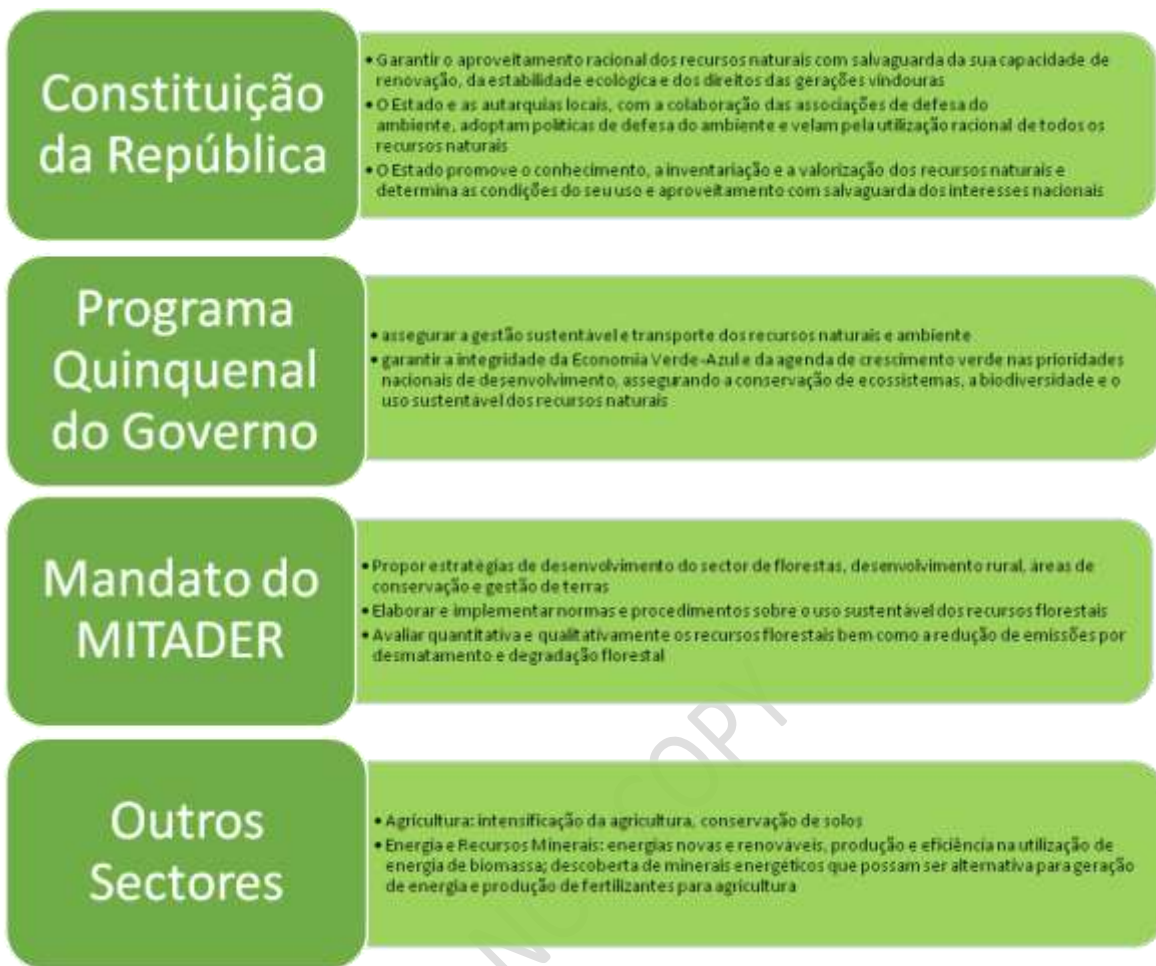 Constituição
da República
• Garantir o aproveitamento racional dos recursos naturais com salvaguarda da sua capacidade de
renovação, da estabilidade ecológica e dos direitos das gerações vindouras
• O Estado e as autarquias locais, com a colaboração das associações de defesa do
ambiente, adoptam políticas de defesa do ambiente e velam pela utilização racional de todos os
recursos naturais
• O Estado promove o conhecimento, a inventariação e a valorização dos recursos naturais e
determina as condições do seu uso e aproveitamento com salvaguarda dos interesses nacionais
Programa
Quinquenal
do Governo
• assegurar a gestão sustentável e transporte dos recursos naturais e ambiente
• garantir a integridade da Economia Verde-Azul e da agenda de crescimento verde nas prioridades
nacionais de desenvolvimento, assegurando a conservação de ecossistemas, a biodiversidade e o
uso sustentável dos recursos naturais
Mandato do
MITADER
• Propor estratégias de desenvolvimento do sector de florestas, desenvolvimento rural, áreas de
conservação e gestão de terras
• Elaborar e implementar normas e procedimentos sobre o uso sustentável dos recursos florestais
• Avaliar quantitativa e qualitativamente os recursos florestais bem como a redução de emissões por
desmatamento e degradação florestal
Outros
Sectores
• Agricultura: intensificação da agricultura, conservação de solos
• Energia e Recursos Minerais: energias novas e renováveis, produção e eficiência na utilização de
energia de biomassa; descoberta de minerais energéticos que possam ser alternativa para geração
de energia e produção de fertilizantes para agricultura
COPY